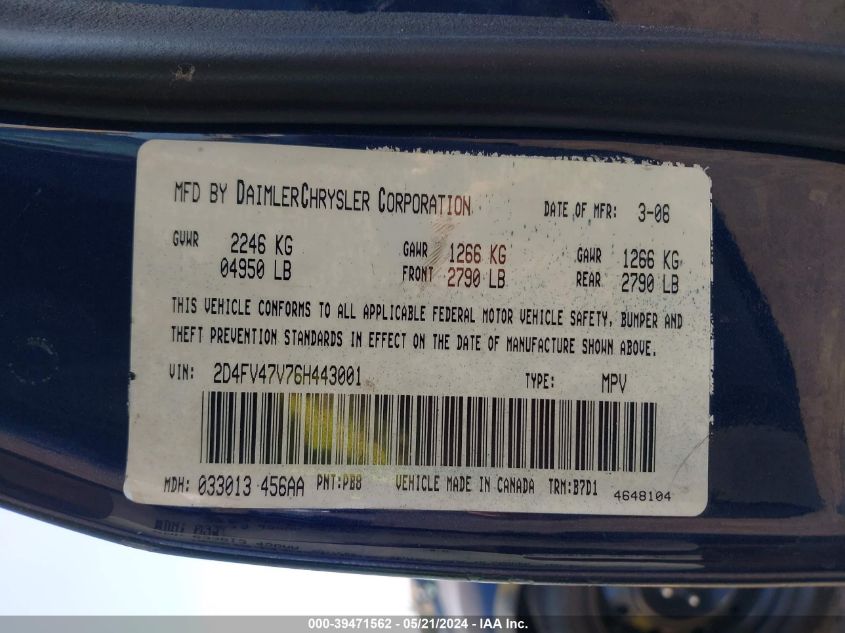 MFD BY DAIMLERCHRYSLER CORPORATION DATE OF MFR: 3-06
GVWR 2246 KG GAWR 1266 KG GAWR 1266 KG
04950 LB FRONT 2790 LB REAR 2790 LB
THIS VEHICLE CONFORMS TO ALL APPLICABLE FEDERAL MOTOR VEHICLE SAFETY, BUMPER AND
THEFT PREVENTION STANDARDS IN EFFECT ON THE DATE OF MANUFACTURE SHOWN ABOVE.
VIN: 2D4FV47V76H443001 TYPE: MPV
MDH: 033013 456AA PNT:PB8 VEHICLE MADE IN CANADA TRM:B7D1 4648104
000-39471562 - 05/21/2024 - IAA Inc.